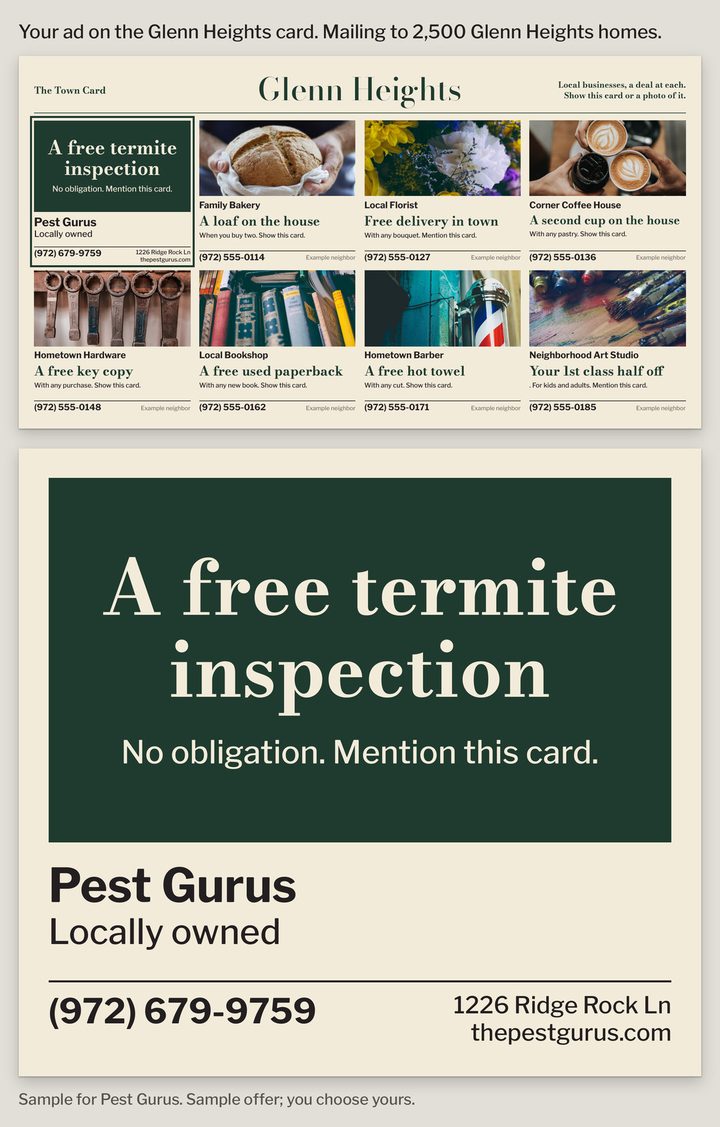 Your ad on the Glenn Heights card. Mailing to 2,500 Glenn Heights homes.
The Town Card
Glenn Heights
Local businesses, a deal at each.
Show this card or a photo of it.
A free termite
inspection
No obligation. Mention this card.
Pest Gurus
Locally owned
(972) 679-9759
1226 Ridge Rock Ln
thepestgurus.com
Family Bakery
A loaf on the house
When you buy two. Show this card.
(972) 555-0114
Example neighbor
Local Florist
Free delivery in town
With any bouquet. Mention this card.
(972) 555-0127
Example neighbor
Corner Coffee House
A second cup on the house
With any pastry. Show this card.
(972) 555-0136
Example neighbor
Hometown Hardware
A free key copy
With any purchase. Show this card.
(972) 555-0148
Example neighbor
Local Bookshop
A free used paperback
With any new book. Show this card.
(972) 555-0162
Example neighbor
Hometown Barber
A free hot towel
With any cut. Show this card.
(972) 555-0171
Example neighbor
Neighborhood Art Studio
Your 1st class half off
. For kids and adults. Mention this card.
(972) 555-0185
Example neighbor
A free termite
inspection
No obligation. Mention this card.
Pest Gurus
Locally owned
(972) 679-9759
1226 Ridge Rock Ln
thepestgurus.com
Sample for Pest Gurus. Sample offer; you choose yours.